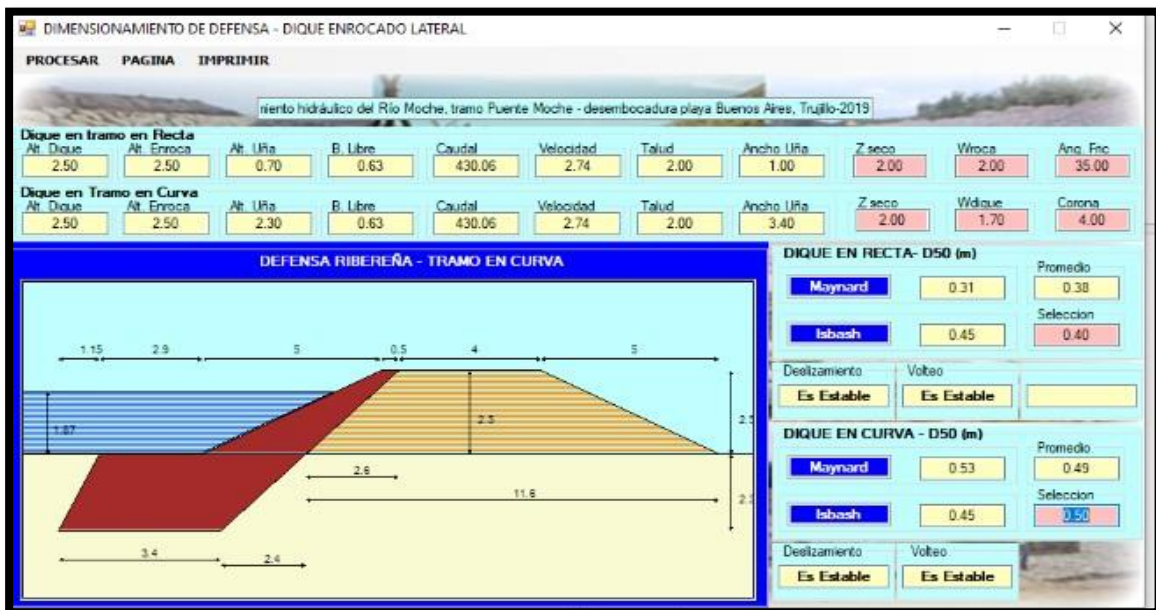 DIMENSIONAMIENTO DE DEFENSA - DIQUE ENROCADO LATERAL
PROCESAR PAGINA IMPRIMIR
niento hidráulico del Río Moche, tramo Puente Moche - desembocadura playa Buenos Aires, Trujillo-2019
Dique en tramo en Recta
Alt. Dique Alt. Enroca Alt. Uña B. Libre Caudal Velocidad Talud Ancho Uña Z seco Wroca Ang. Fric
2.50 2.50 0.70 0.63 430.06 2.74 2.00 1.00 2.00 2.00 35.00
Dique en Tramo en Curva
Alt. Dique Alt. Enroca Alt. Uña B. Libre Caudal Velocidad Talud Ancho Uña Z seco Wdique Corona
2.50 2.50 2.30 0.63 430.06 2.74 2.00 3.40 2.00 1.70 4.00
DEFENSA RIBEREÑA - TRAMO EN CURVA
1.15 2.9 5 0.5 4 5
1.87
2.6
11.6
3.4
2.4
DIQUE EN RECTA- D50 (m)
Promedio
Maynard 0.31 0.38
Seleccion
Isbash 0.45 0.40
Deslizamiento Volteo
Es Estable Es Estable
DIQUE EN CURVA - D50 (m)
Promedio
Maynard 0.53 0.49
Seleccion
Isbash 0.45 0.50
Deslizamiento Volteo
Es Estable Es Estable